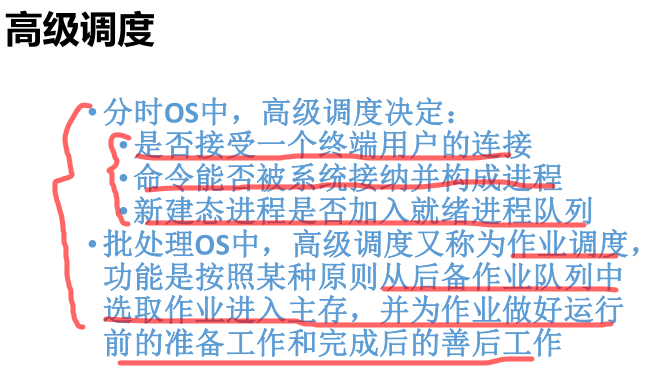 高级调度
• 分时OS中，高级调度决定：
• 是否接受一个终端用户的连接
• 命令能否被系统接纳并构成进程
• 新建态进程是否加入就绪进程队列
• 批处理OS中，高级调度又称为作业调度，
功能是按照某种原则从后备作业队列中
选取作业进入主存，并为作业做好运行
前的准备工作和完成后的善后工作